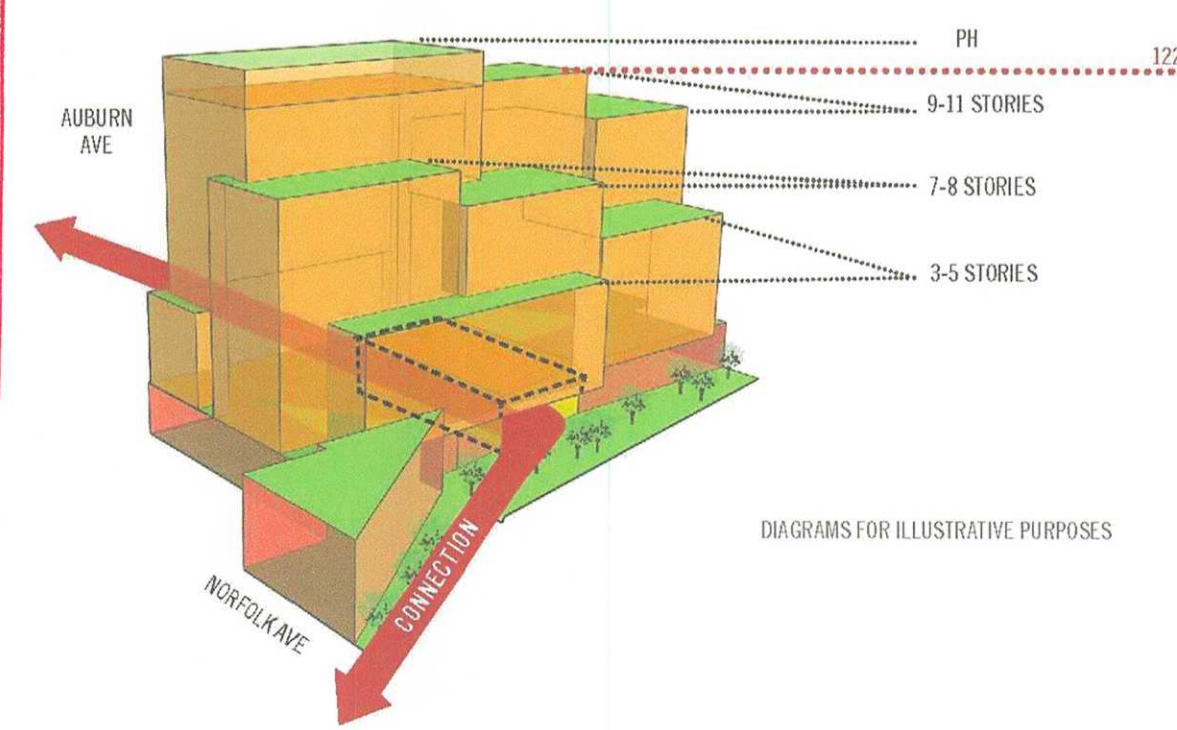 PH
122
AUBURN
AVE
9-11 STORIES
7-8 STORIES
3-5 STORIES
DIAGRAMS FOR ILLUSTRATIVE PURPOSES
CONNECTION
NORFOLK AVE